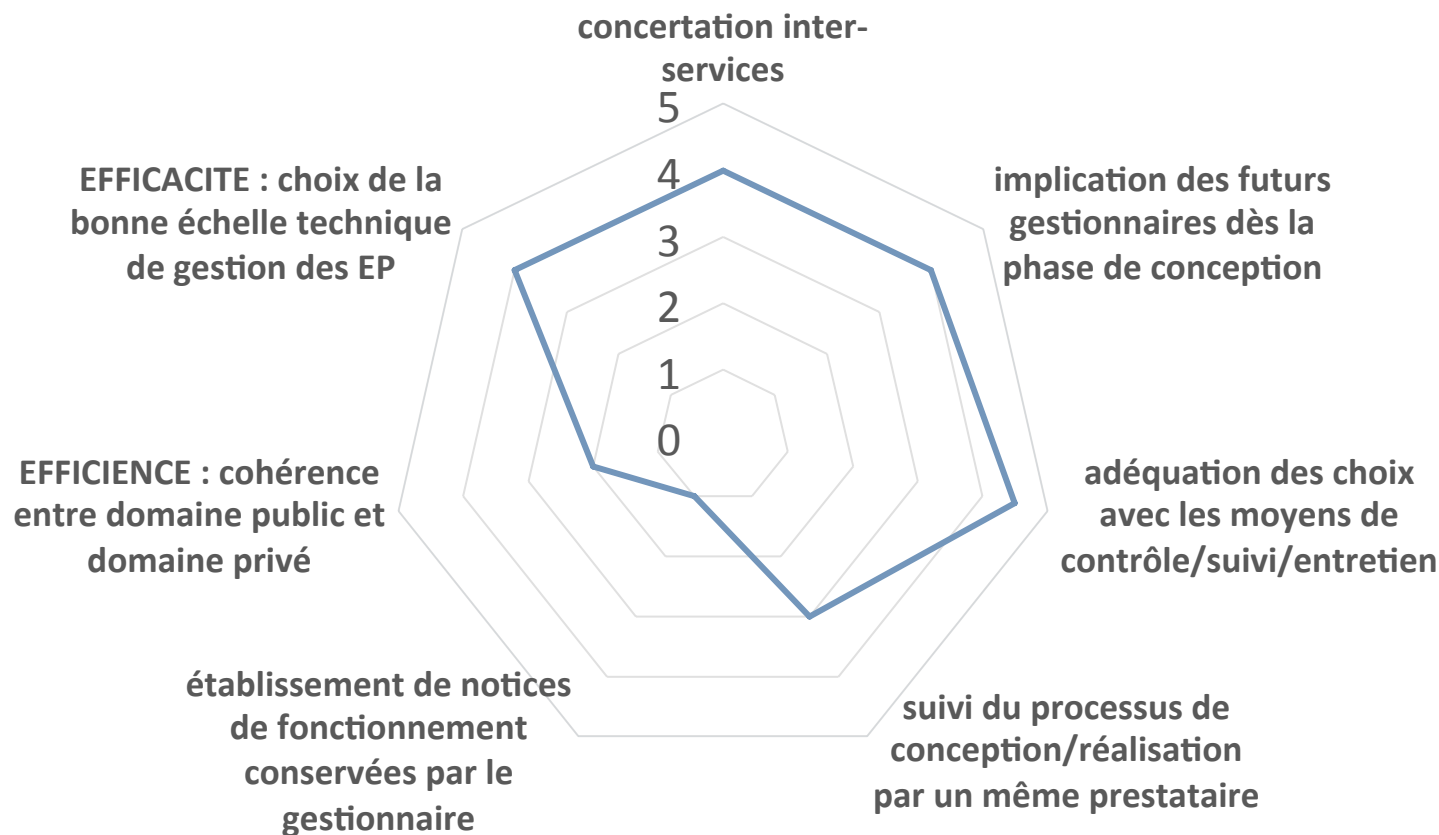 concertation inter-
services
5
4
3
2
1
0
implication des futurs
gestionnaires dès la
phase de conception
adéquation des choix
avec les moyens de
contrôle/suivi/entretien
suivi du processus de
conception/réalisation
par un même prestataire
établissement de notices
de fonctionnement
conservées par le
gestionnaire
EFFICIENCE : cohérence
entre domaine public et
domaine privé
EFFICACITE : choix de la
bonne échelle technique
de gestion des EP